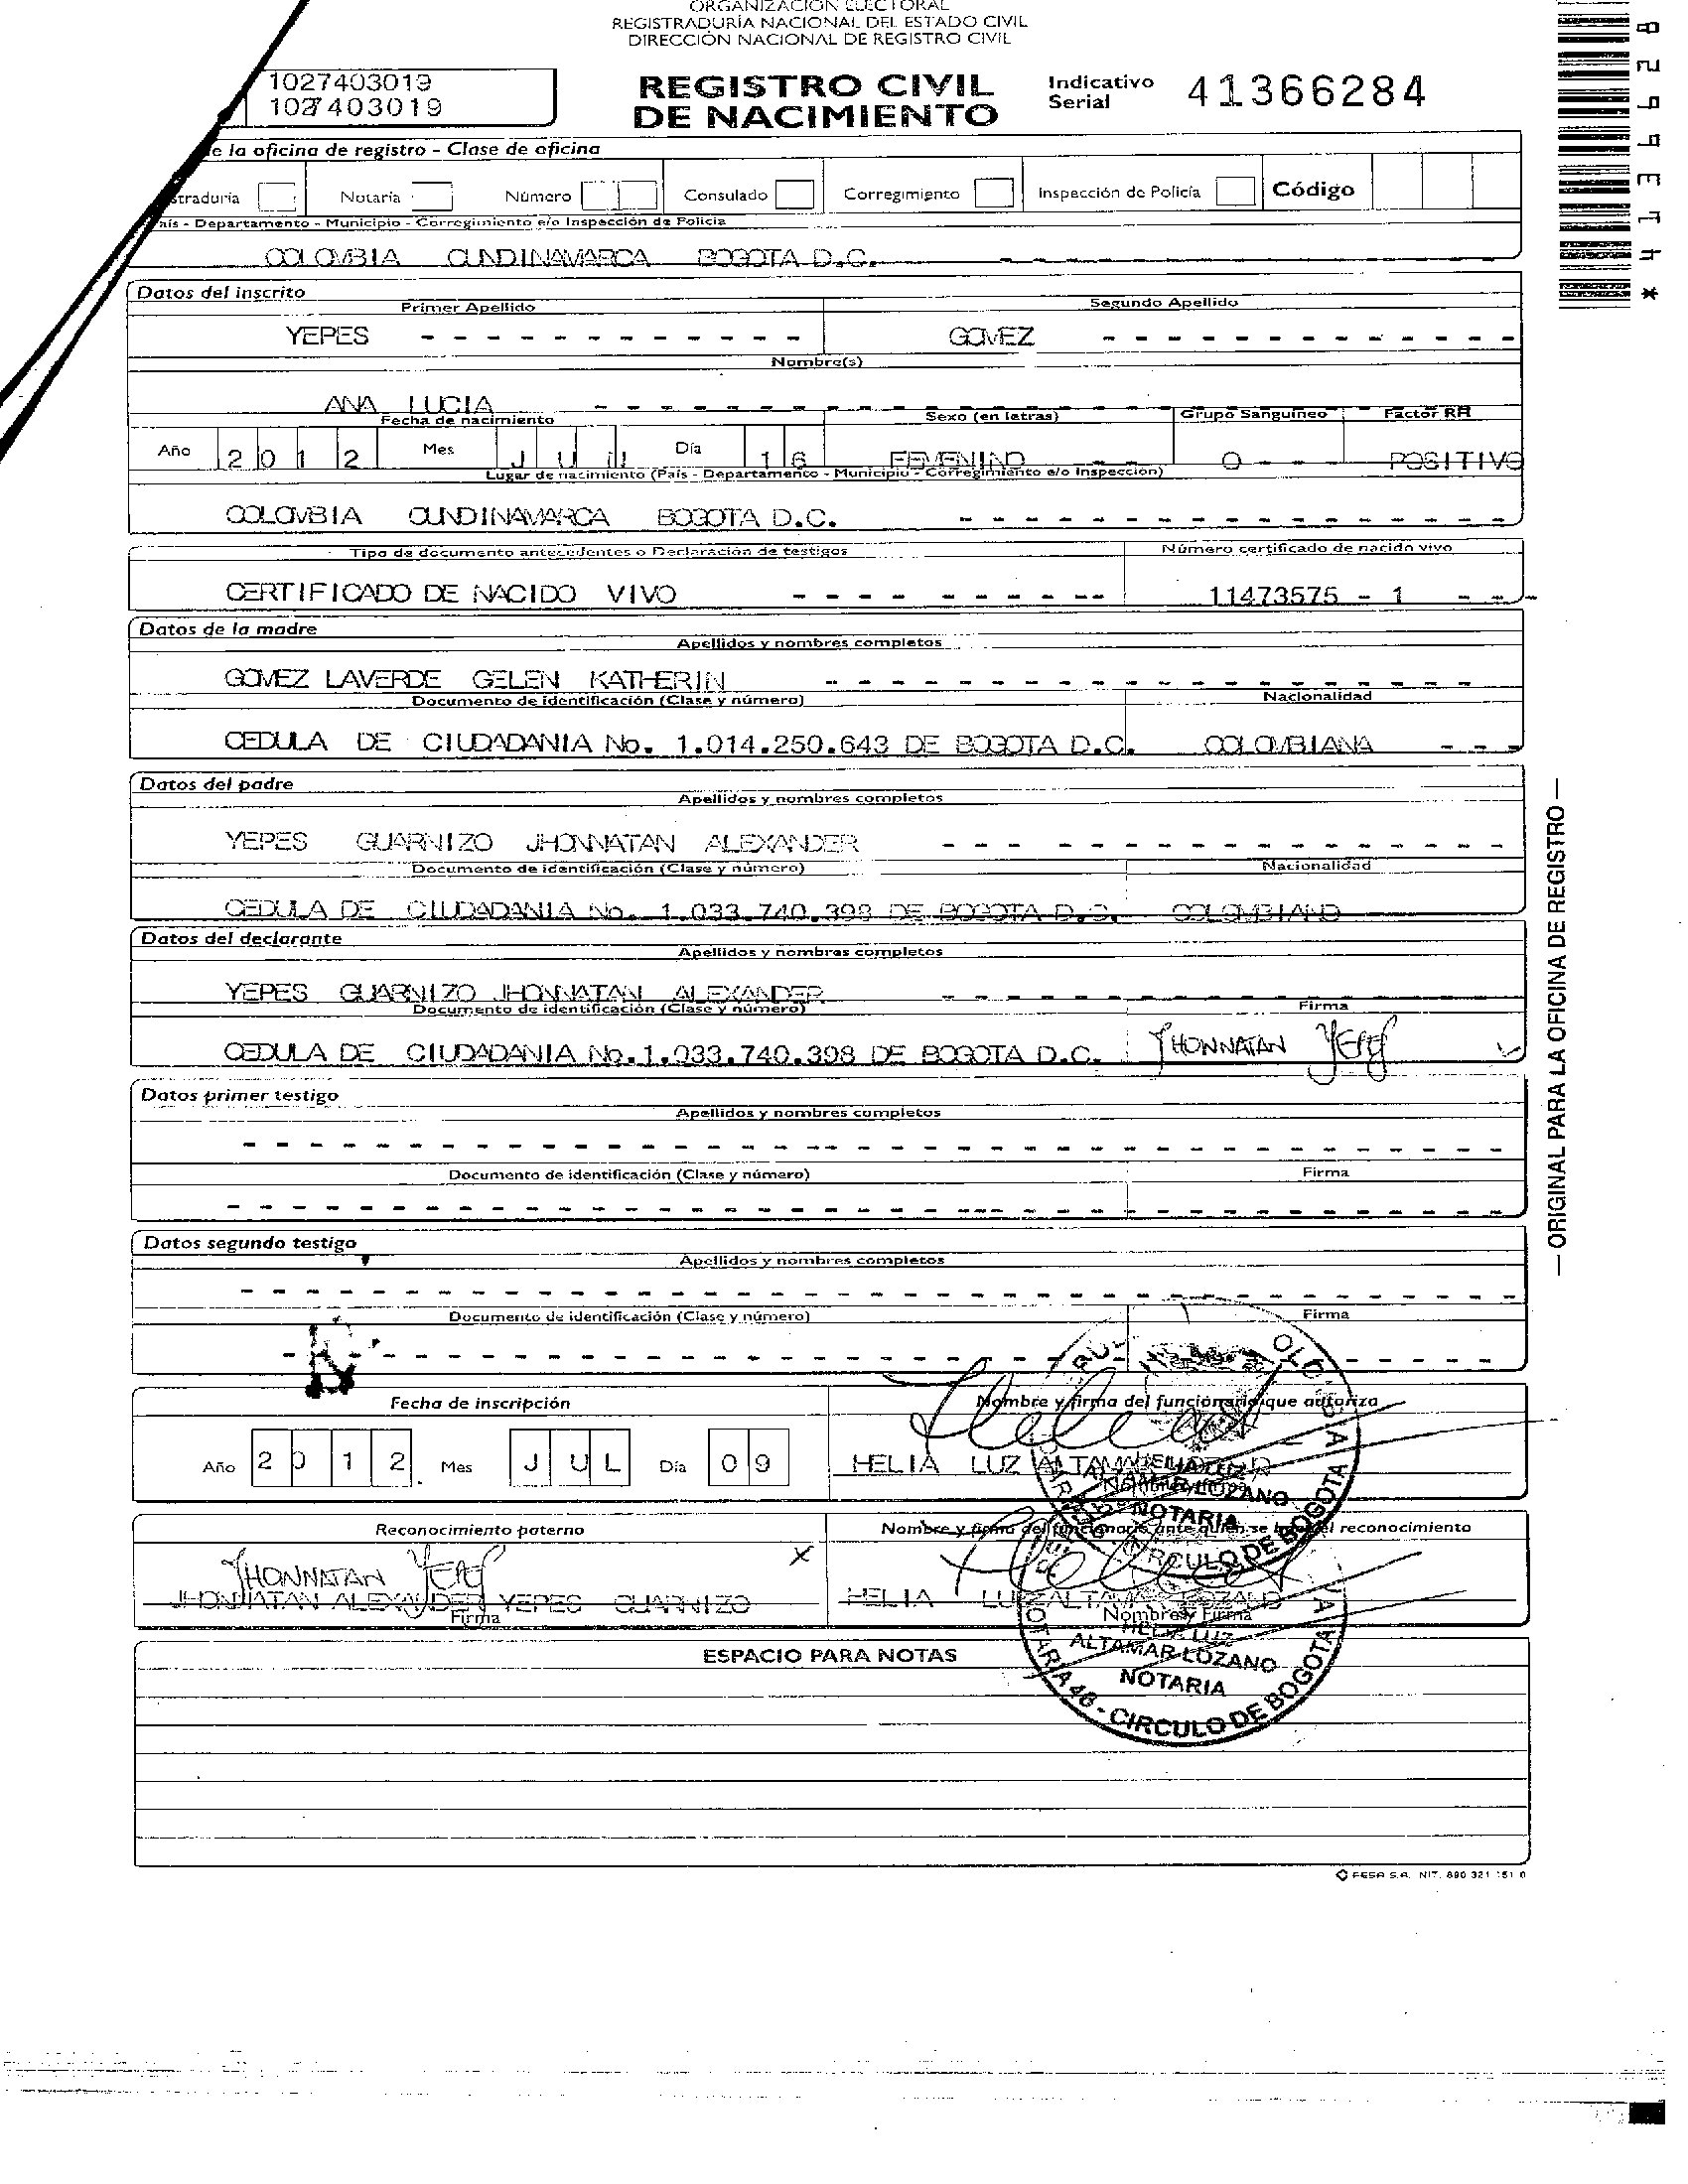 ORGANIZACIÓN ELECTORAL
REGISTRADURÍA NACIONAL DEL ESTADO CIVIL
DIRECCIÓN NACIONAL DE REGISTRO CIVIL
1027403019
1027403019
REGISTRO CIVIL
DE NACIMIENTO
Indicativo
Serial
41366284
e la oficina de registro - Clase de oficina
straduría Notaría Número Consulado Corregimiento Inspección de Policía Código
aís - Departamento - Municipio - Corregimiento e/o Inspección de Policía
COLOMBIA CUNDINAMARCA BOGOTA D.C.
Datos del inscrito
Primer Apellido Segundo Apellido
YEPES GOMEZ
Nombre(s)
ANA LUCIA
Fecha de nacimiento Sexo (en letras) Grupo Sanguíneo Factor RH
Año 2 0 1 2 Mes J U Día 1 6 FEMENINO O POSITIVO
Lugar de nacimiento (País - Departamento - Municipio - Corregimiento e/o Inspección)
COLOMBIA CUNDINAMARCA BOGOTA D.C.
Tipo de documento antecedentes o Declaración de testigos Número certificado de nacido vivo
CERTIFICADO DE NACIDO VIVO 11473575 - 1
Datos de la madre
Apellidos y nombres completos
GOMEZ LAVERDE GELEN KATHERIN
Documento de identificación (Clase y número) Nacionalidad
CEDULA DE CIUDADANIA No. 1.014.250.643 DE BOGOTA D.C. COLOMBIANA
Datos del padre
Apellidos y nombres completos
YEPES GUARNIZO JHONNATAN ALEXANDER
Documento de identificación (Clase y número) Nacionalidad
CEDULA DE CIUDADANIA No. 1.033.740.398 DE BOGOTA D.C. COLOMBIANO
Datos del declarante
Apellidos y nombres completos
YEPES GUARNIZO JHONNATAN ALEXANDER
Documento de identificación (Clase y número) Firma
CEDULA DE CIUDADANIA No.1.033.740.398 DE BOGOTA D.C. JHONNATAN YEPES
Datos primer testigo
Apellidos y nombres completos
Documento de identificación (Clase y número) Firma
Datos segundo testigo
Apellidos y nombres completos
Documento de identificación (Clase y número) Firma
Fecha de inscripción Nombre y firma del funcionario que autoriza
Año 2 0 1 2 Mes J U L Día 0 9 HELIA LUZ ALTAMAR
HELIA LUZ
ALTAMAR LOZANO
NOTARIA
CIRCULO DE BOGOTA
Reconocimiento paterno Nombre y firma del funcionario ante quien se hace el reconocimiento
JHONNATAN YEPES X
JHONNATAN ALEXANDER YEPES GUARNIZO HELIA LUZ ALTAMAR LOZANO
Firma Nombre y Firma
HELIA LUZ
ALTAMAR LOZANO
NOTARIA
NOTARIA 46 - CIRCULO DE BOGOTA
ESPACIO PARA NOTAS
— ORIGINAL PARA LA OFICINA DE REGISTRO —